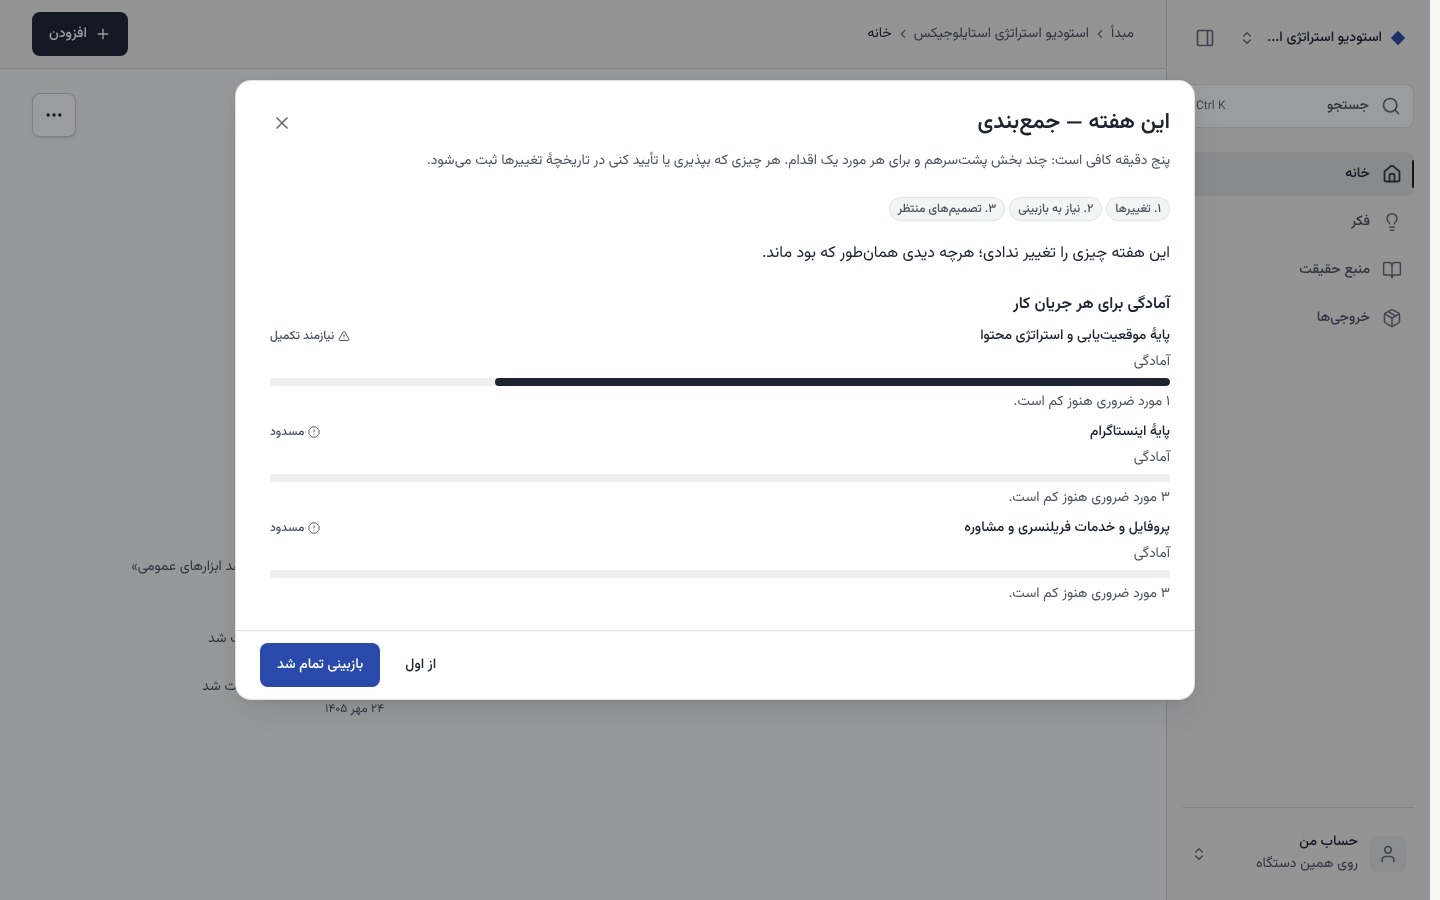 استودیو استراتژی ا...
جستجو
Ctrl K
خانه
فکر
منبع حقیقت
خروجی‌ها
حساب من
روی همین دستگاه
مبدأ › استودیو استراتژی استایلوجیکس › خانه
افزودن
این هفته — جمع‌بندی
پنج دقیقه کافی است: چند بخش پشت‌سرهم و برای هر مورد یک اقدام. هر چیزی که بپذیری یا تأیید کنی در تاریخچهٔ تغییرها ثبت می‌شود.
۱. تغییرها
۲. نیاز به بازبینی
۳. تصمیم‌های منتظر
این هفته چیزی را تغییر ندادی؛ هرچه دیدی همان‌طور که بود ماند.
آمادگی برای هر جریان کار
پایهٔ موقعیت‌یابی و استراتژی محتوا
نیازمند تکمیل
آمادگی
۱ مورد ضروری هنوز کم است.
پایهٔ اینستاگرام
مسدود
آمادگی
۳ مورد ضروری هنوز کم است.
پروفایل و خدمات فریلنسری و مشاوره
مسدود
آمادگی
۳ مورد ضروری هنوز کم است.
از اول
بازبینی تمام شد
ابزارهای عمومی»
شد
شد
۲۴ مهر ۱۴۰۵